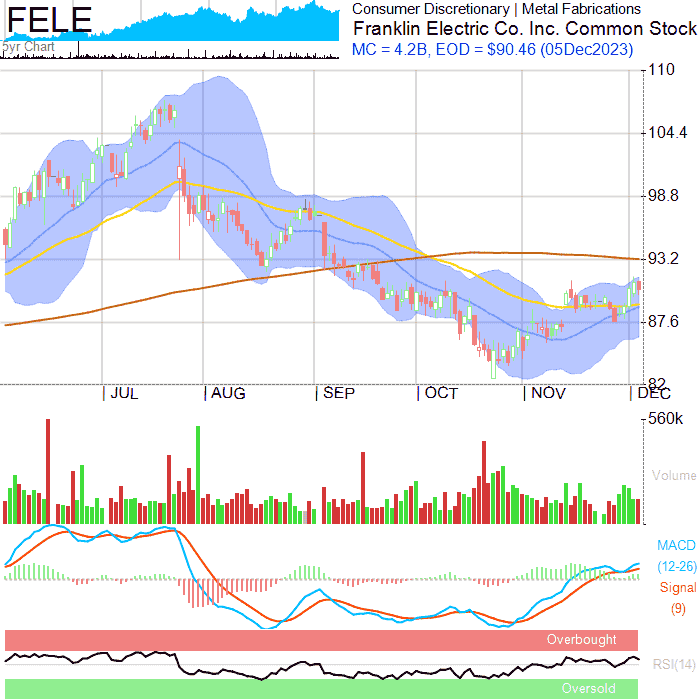 FELE
Consumer Discretionary | Metal Fabrications
Franklin Electric Co. Inc. Common Stock
MC = 4.2B, EOD = $90.46 (05Dec2023)
5yr Chart
110
104.4
98.8
93.2
87.6
82
JUL AUG SEP OCT NOV DEC
560k
Volume
MACD
(12-26)
Signal
(9)
Overbought
RSI(14)
Oversold